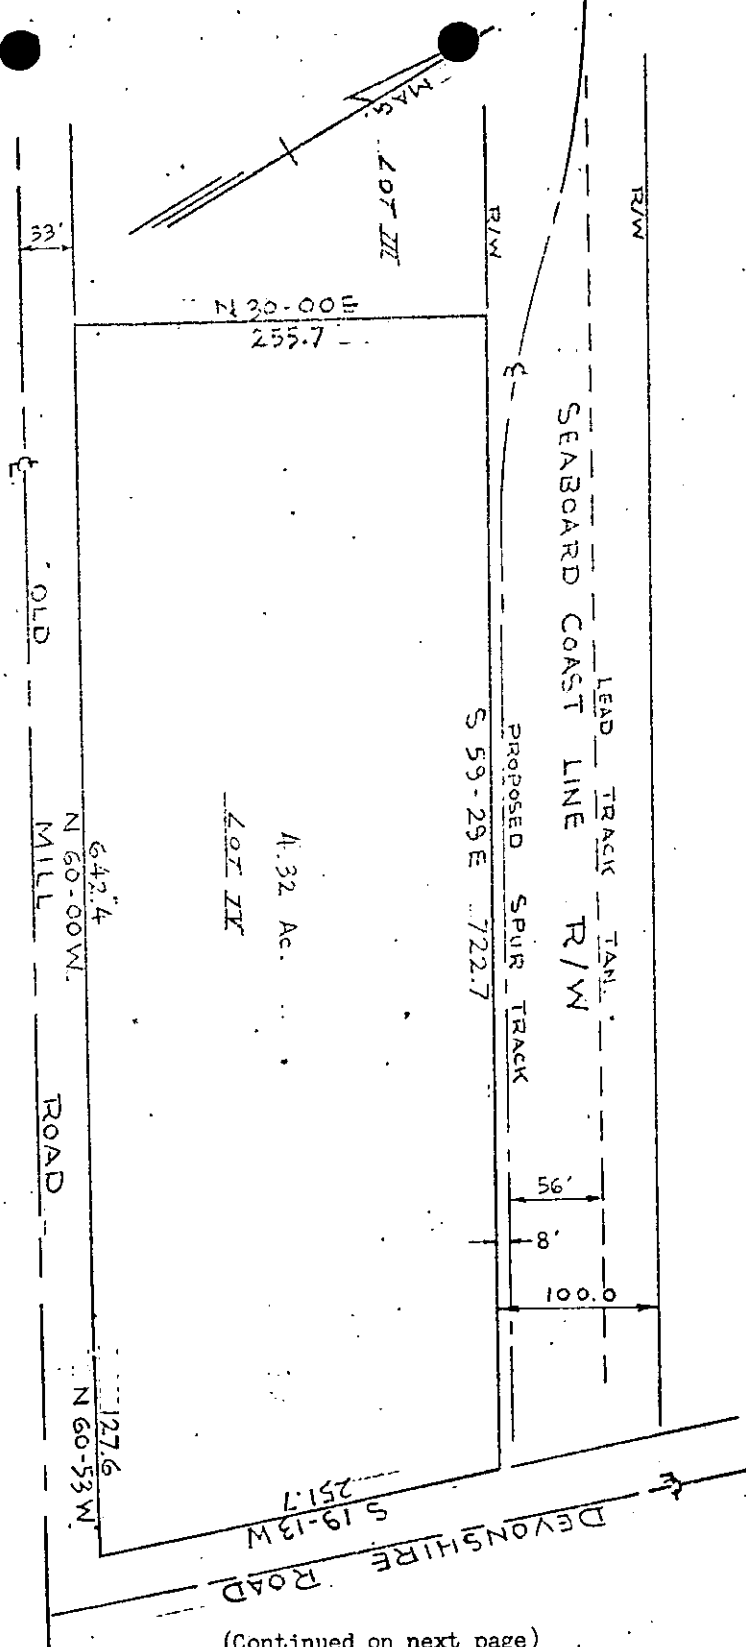 MAG.
LOT III
R/W
R/W
33'
N 30-00E
255.7
SEABOARD COAST LINE R/W
LEAD TRACK TAN.
PROPOSED SPUR TRACK
S 59-29E 722.7
OLD MILL ROAD
642.4
N 60-00W.
4.32 Ac.
LOT IV
56'
8'
100.0
127.6
N 60-53W
251.7
S 19-13W
DEVONSHIRE ROAD
(Continued on next page)